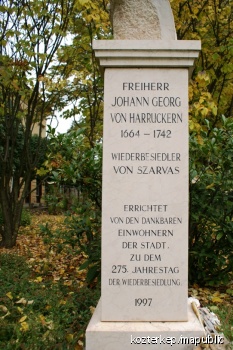 FREIHERR
JOHANN GEORG
VON HARRUCKERN
1664 – 1742
WIEDERBESIEDLER
VON SZARVAS
ERRICHTET
VON DEN DANKBAREN
EINWOHNERN
DER STADT
ZU DEM
275. JAHRESTAG
DER WIEDERBESIEDLUNG.
1997
kozterkep/mapublic